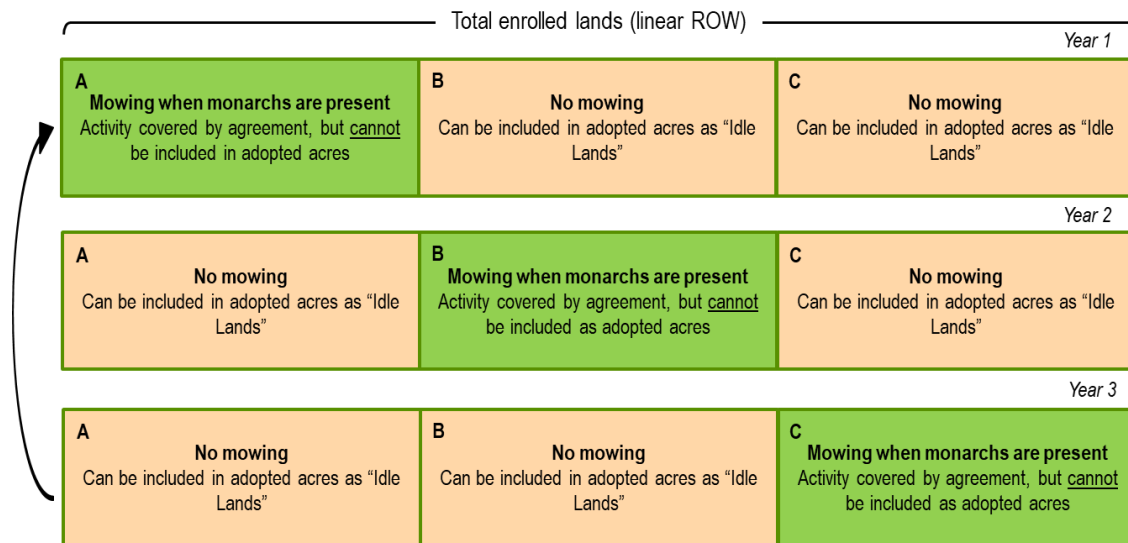 Total enrolled lands (linear ROW)
Year 1
A
Mowing when monarchs are present
Activity covered by agreement, but cannot
be included in adopted acres
B
No mowing
Can be included in adopted acres as “Idle
Lands”
C
No mowing
Can be included in adopted acres as “Idle
Lands”
Year 2
A
No mowing
Can be included in adopted acres as “Idle
Lands”
B
Mowing when monarchs are present
Activity covered by agreement, but cannot
be included as adopted acres
C
No mowing
Can be included in adopted acres as “Idle
Lands”
Year 3
A
No mowing
Can be included in adopted acres as “Idle
Lands”
B
No mowing
Can be included in adopted acres as “Idle
Lands”
C
Mowing when monarchs are present
Activity covered by agreement, but cannot
be included as adopted acres